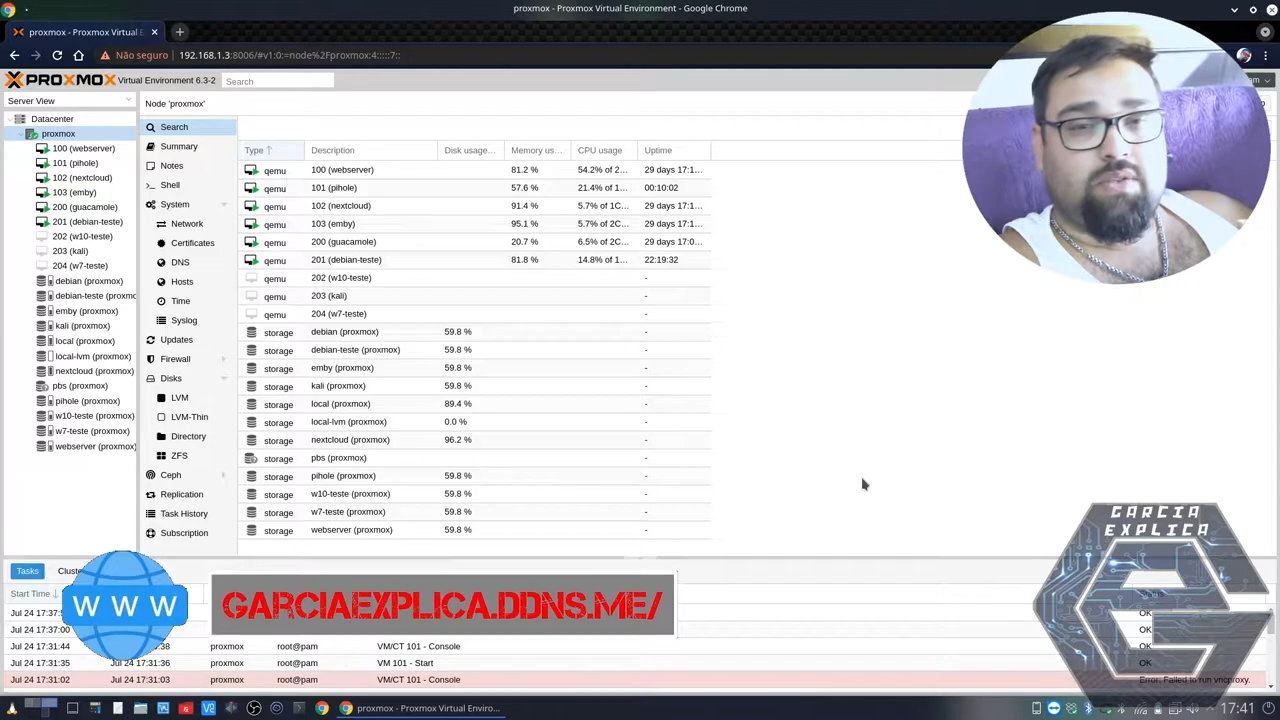 proxmox - Proxmox Virtual Environment - Google Chrome
proxmox - Proxmox Virtual E
Não seguro
192.168.1.3:8006/#v1:0:=node%2Fproxmox:4:::::7::
PROXMOX Virtual Environment 6.3-2
Search
Server View
Datacenter
proxmox
100 (webserver)
101 (pihole)
102 (nextcloud)
103 (emby)
200 (guacamole)
201 (debian-teste)
202 (w10-teste)
203 (kali)
204 (w7-teste)
debian (proxmox)
debian-teste (proxmo
emby (proxmox)
kali (proxmox)
local (proxmox)
local-lvm (proxmox)
nextcloud (proxmox)
pbs (proxmox)
pihole (proxmox)
w10-teste (proxmox)
w7-teste (proxmox)
webserver (proxmox)
Node 'proxmox'
Search
Summary
Notes
Shell
System
Network
Certificates
DNS
Hosts
Time
Syslog
Updates
Firewall
Disks
LVM
LVM-Thin
Directory
ZFS
Ceph
Replication
Task History
Subscription
Type Description Disk usage... Memory us... CPU usage Uptime
qemu 100 (webserver) 81.2 % 54.2% of 2... 29 days 17:1...
qemu 101 (pihole) 57.6 % 21.4% of 1... 00:10:02
qemu 102 (nextcloud) 91.4 % 5.7% of 1C... 29 days 17:1...
qemu 103 (emby) 95.1 % 5.7% of 2C... 29 days 17:1...
qemu 200 (guacamole) 20.7 % 6.5% of 2C... 29 days 17:0...
qemu 201 (debian-teste) 81.8 % 14.8% of 1... 22:19:32
qemu 202 (w10-teste) -
qemu 203 (kali) -
qemu 204 (w7-teste) -
storage debian (proxmox) 59.8 % -
storage debian-teste (proxmox) 59.8 % -
storage emby (proxmox) 59.8 % -
storage kali (proxmox) 59.8 % -
storage local (proxmox) 89.4 % -
storage local-lvm (proxmox) 0.0 % -
storage nextcloud (proxmox) 96.2 % -
storage pbs (proxmox) -
storage pihole (proxmox) 59.8 % -
storage w10-teste (proxmox) 59.8 % -
storage w7-teste (proxmox) 59.8 % -
storage webserver (proxmox) 59.8 % -
GARCIA
EXPLICA
Tasks
Start Time
WWW
GARCIAEXPLICA.DDNS.ME/
OK
Jul 24 17:37:00 OK
Jul 24 17:31:44 proxmox root@pam VM/CT 101 - Console OK
Jul 24 17:31:35 Jul 24 17:31:38 proxmox root@pam VM 101 - Start OK
Jul 24 17:31:02 Jul 24 17:31:03 proxmox root@pam VM/CT 101 - Console Error: Failed to run vncproxy.
proxmox - Proxmox Virtual Enviro...
17:41